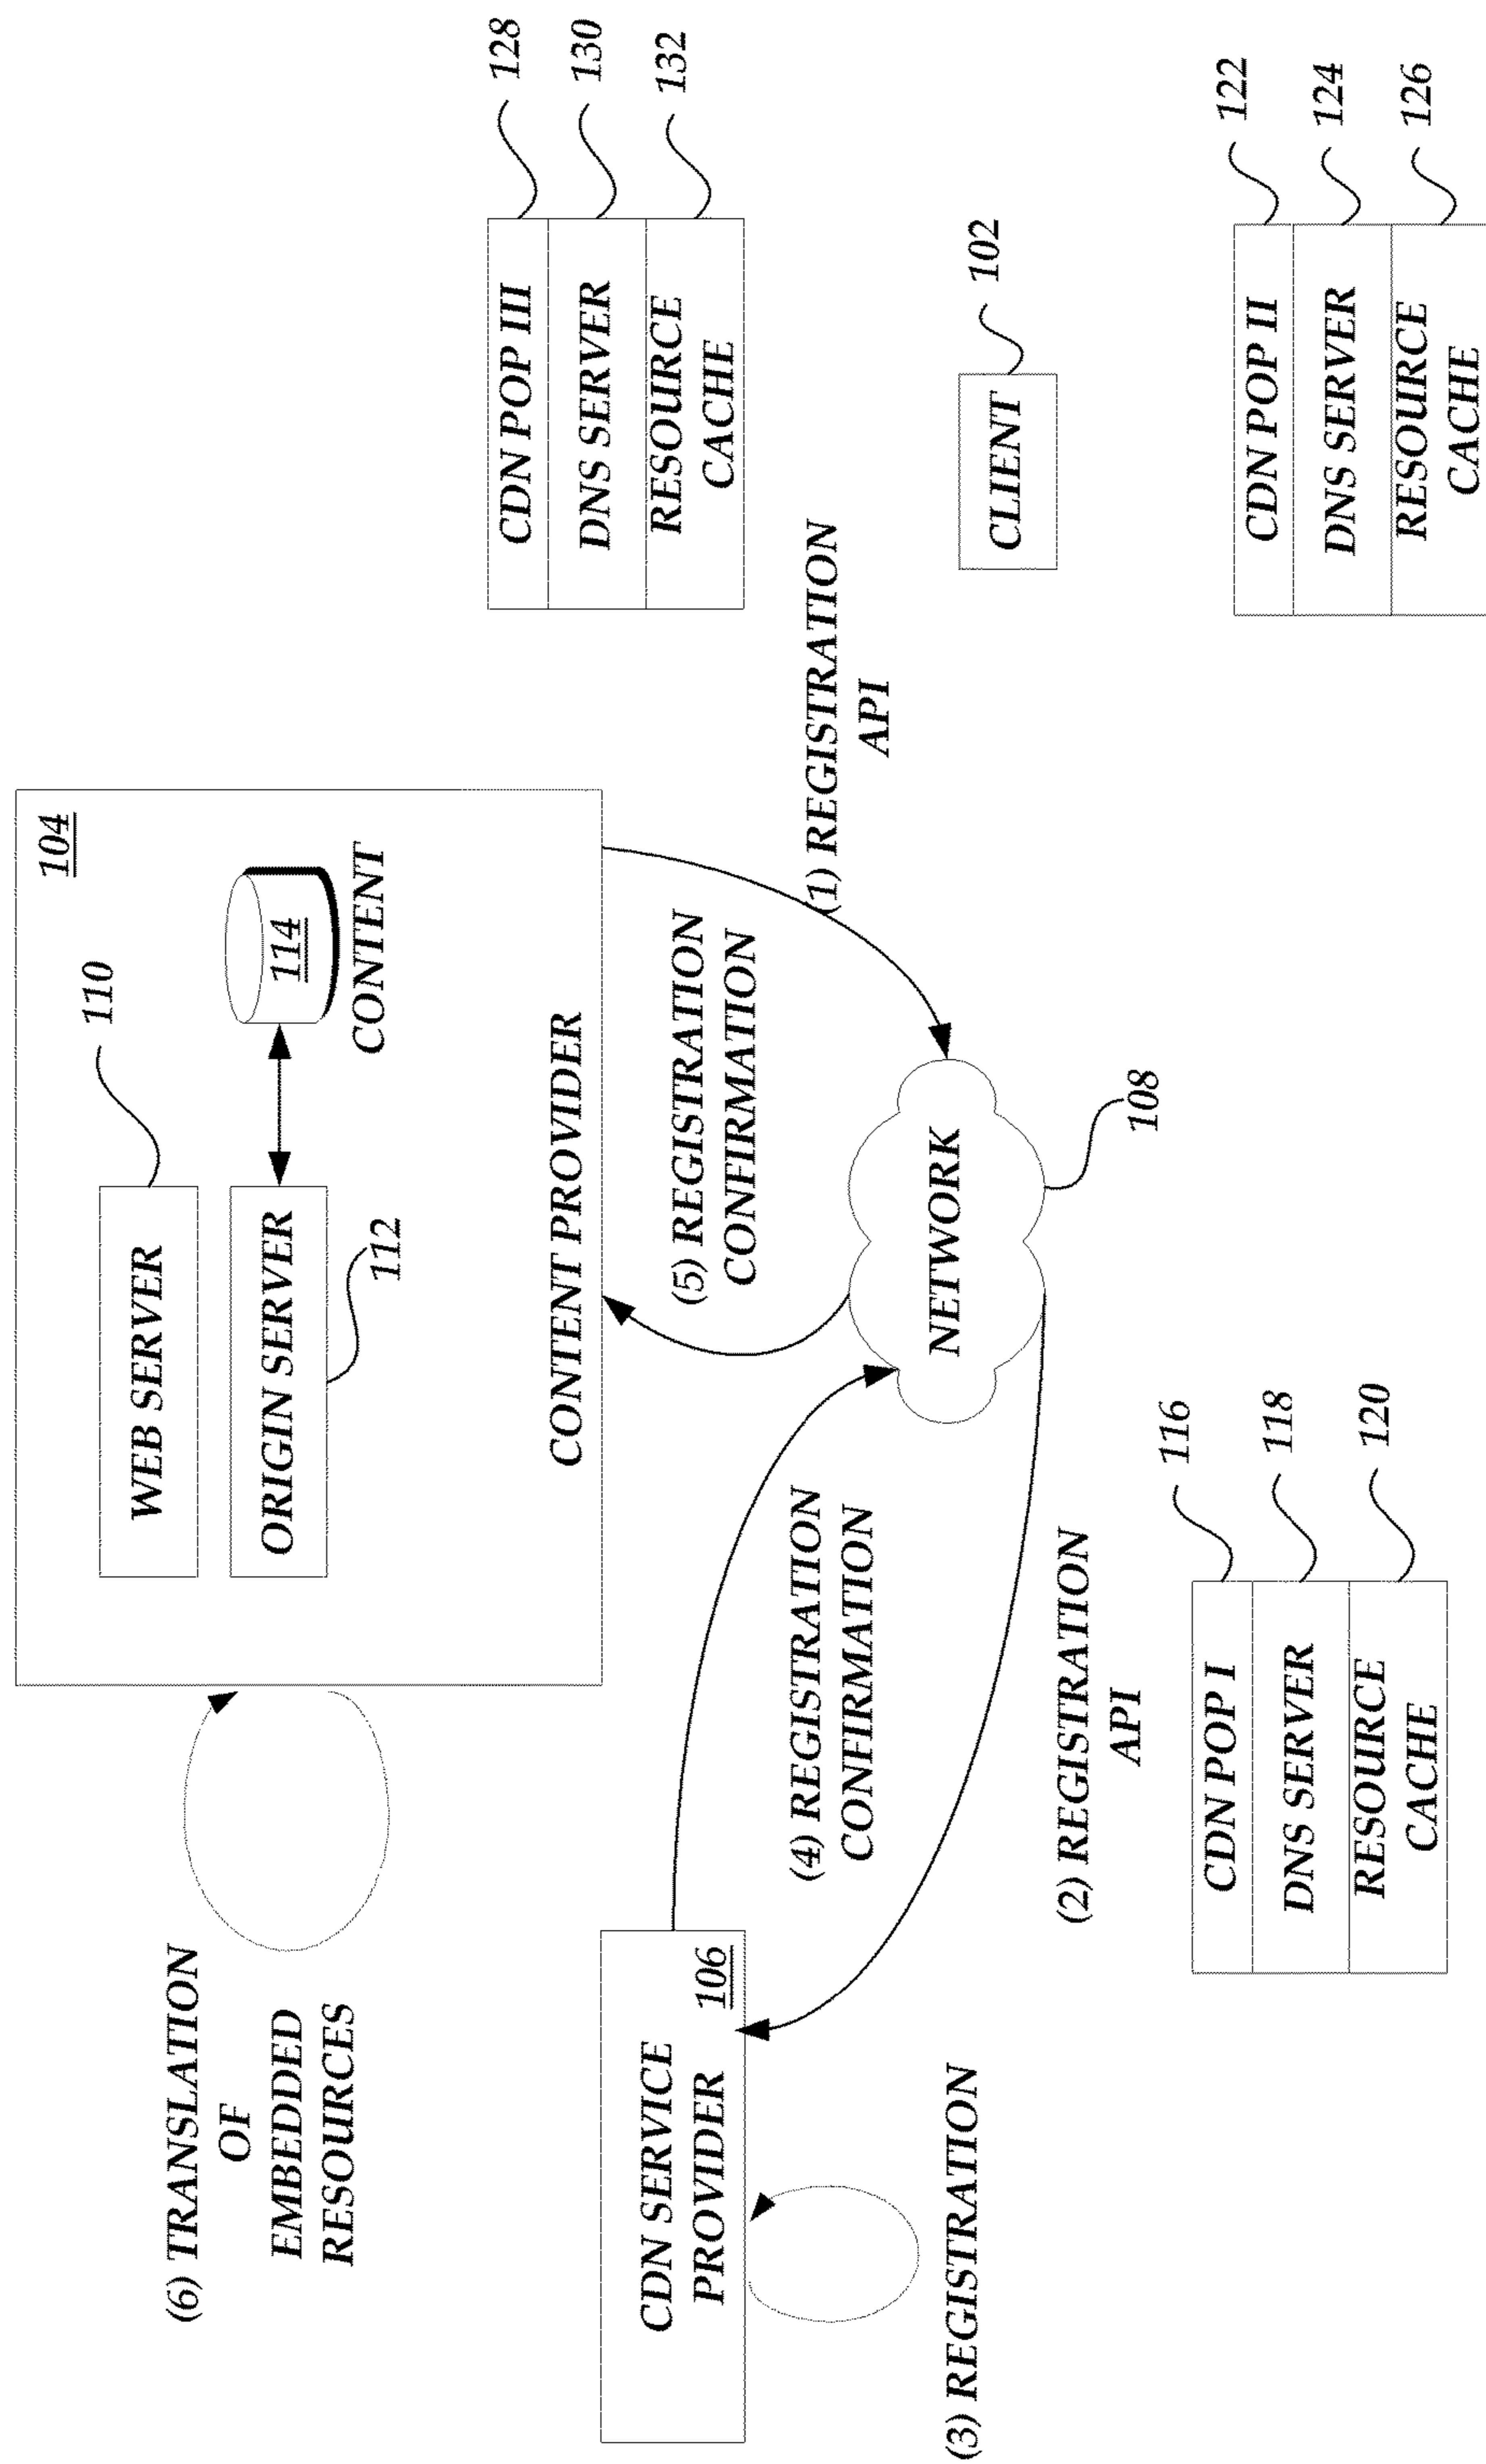 (6) TRANSLATION
OF
EMBEDDED
RESOURCES
104
WEB SERVER
110
ORIGIN SERVER
112
114
CONTENT
CONTENT PROVIDER
CDN POP III
128
DNS SERVER
130
RESOURCE
CACHE
132
CDN SERVICE
PROVIDER
106
(3) REGISTRATION
(4) REGISTRATION
CONFIRMATION
(5) REGISTRATION
CONFIRMATION
(1) REGISTRATION
API
NETWORK
108
CLIENT
102
(2) REGISTRATION
API
CDN POP I
116
DNS SERVER
118
RESOURCE
CACHE
120
CDN POP II
122
DNS SERVER
124
RESOURCE
CACHE
126